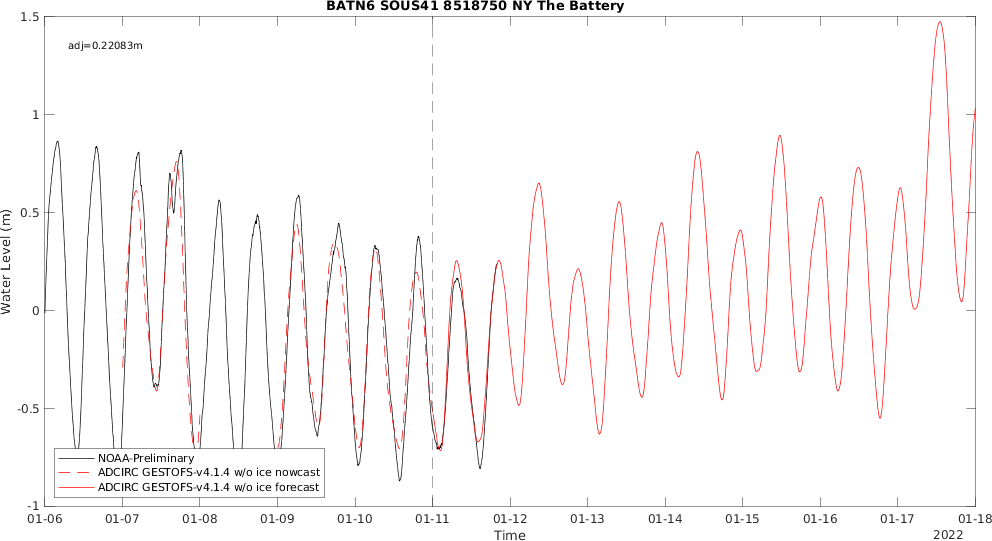 BATN6 SOUS41 8518750 NY The Battery
adj=0.22083m
1.5
1
0.5
0
-0.5
-1
Water Level (m)
NOAA-Preliminary
ADCIRC GESTOFS-v4.1.4 w/o ice nowcast
ADCIRC GESTOFS-v4.1.4 w/o ice forecast
01-06 01-07 01-08 01-09 01-10 01-11 01-12 01-13 01-14 01-15 01-16 01-17 01-18
Time
2022